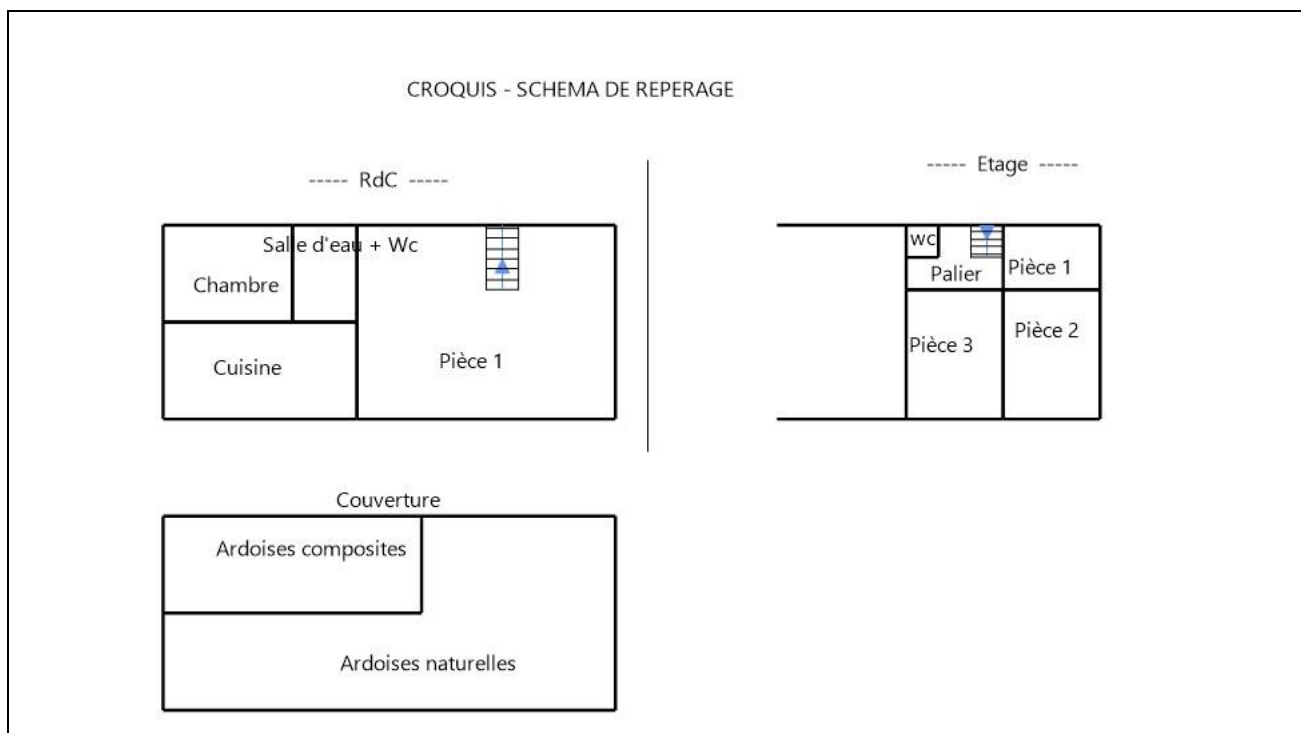 CROQUIS - SCHEMA DE REPERAGE
----- RdC -----
Salle d'eau + Wc
Chambre
Cuisine
Pièce 1
----- Etage -----
wc
Palier
Pièce 1
Pièce 3
Pièce 2
Couverture
Ardoises composites
Ardoises naturelles